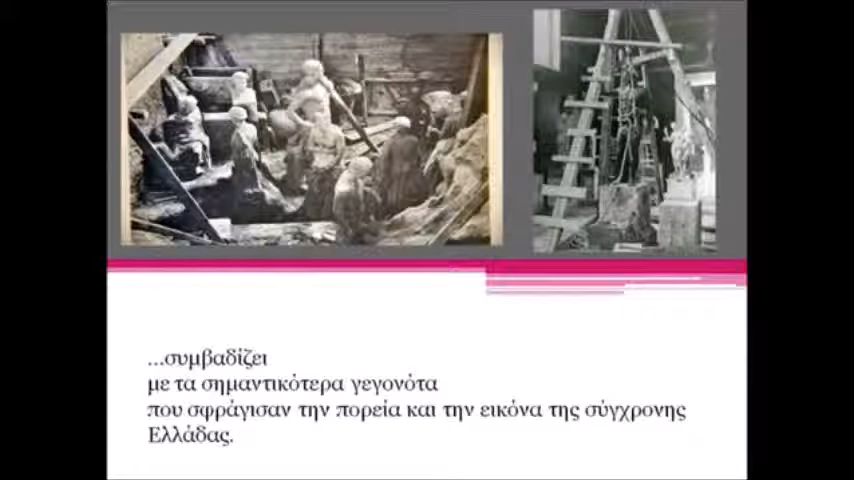 ...συμβαδίζει
με τα σημαντικότερα γεγονότα
που σφράγισαν την πορεία και την εικόνα της σύγχρονης
Ελλάδας.